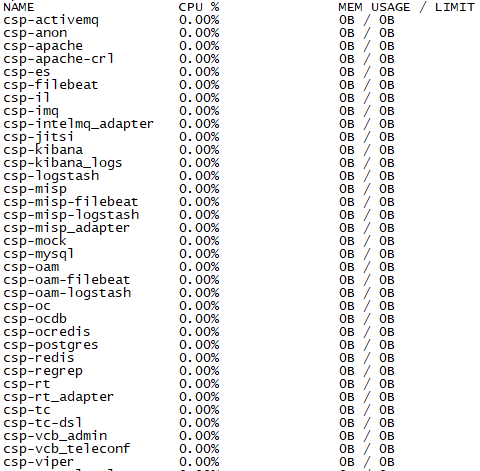 NAME CPU % MEM USAGE / LIMIT
csp-activemq 0.00% 0B / 0B
csp-anon 0.00% 0B / 0B
csp-apache 0.00% 0B / 0B
csp-apache-crl 0.00% 0B / 0B
csp-es 0.00% 0B / 0B
csp-filebeat 0.00% 0B / 0B
csp-il 0.00% 0B / 0B
csp-imq 0.00% 0B / 0B
csp-intelmq_adapter 0.00% 0B / 0B
csp-jitsi 0.00% 0B / 0B
csp-kibana 0.00% 0B / 0B
csp-kibana_logs 0.00% 0B / 0B
csp-logstash 0.00% 0B / 0B
csp-misp 0.00% 0B / 0B
csp-misp-filebeat 0.00% 0B / 0B
csp-misp-logstash 0.00% 0B / 0B
csp-misp_adapter 0.00% 0B / 0B
csp-mock 0.00% 0B / 0B
csp-mysql 0.00% 0B / 0B
csp-oam 0.00% 0B / 0B
csp-oam-filebeat 0.00% 0B / 0B
csp-oam-logstash 0.00% 0B / 0B
csp-oc 0.00% 0B / 0B
csp-ocdb 0.00% 0B / 0B
csp-ocredis 0.00% 0B / 0B
csp-postgres 0.00% 0B / 0B
csp-redis 0.00% 0B / 0B
csp-regrep 0.00% 0B / 0B
csp-rt 0.00% 0B / 0B
csp-rt_adapter 0.00% 0B / 0B
csp-tc 0.00% 0B / 0B
csp-tc-dsl 0.00% 0B / 0B
csp-vcb_admin 0.00% 0B / 0B
csp-vcb_teleconf 0.00% 0B / 0B
csp-viper 0.00% 0B / 0B